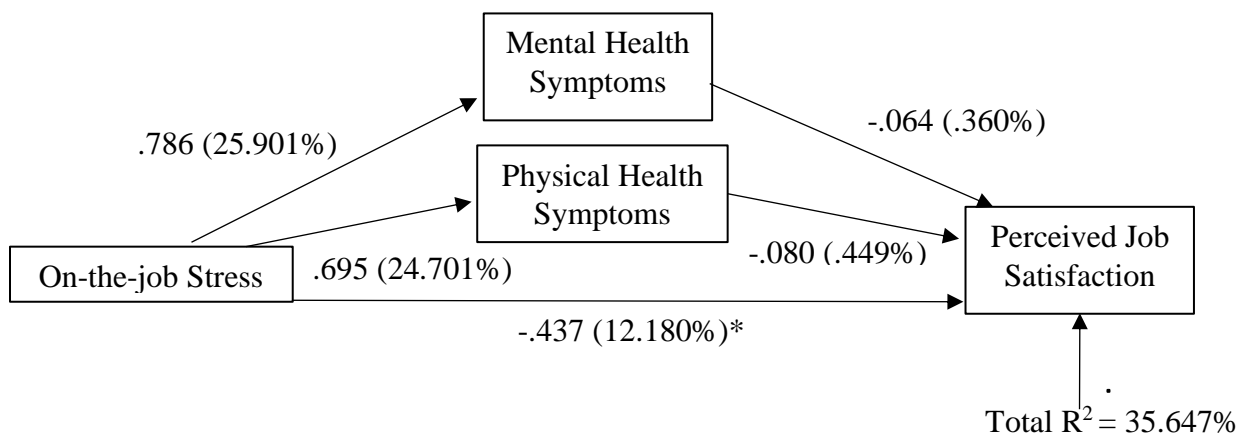 Mental Health
Symptoms
.786 (25.901%)
-.064 (.360%)
Physical Health
Symptoms
Perceived Job
Satisfaction
-.080 (.449%)
On-the-job Stress
.695 (24.701%)
-.437 (12.180%)*
.
Total R² = 35.647%